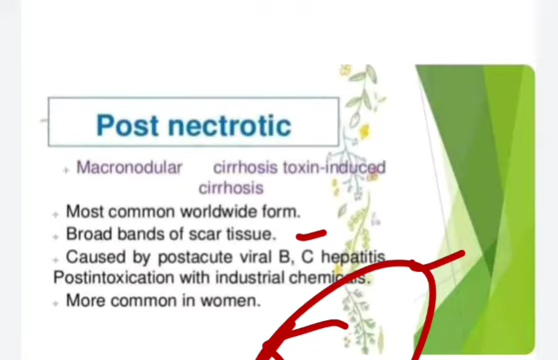 Post nectrotic
Macronodular cirrhosis toxin-induced
cirrhosis
Most common worldwide form.
Broad bands of scar tissue.
Caused by postacute viral B, C hepatitis
Postintoxication with industrial chemicals.
More common in women.